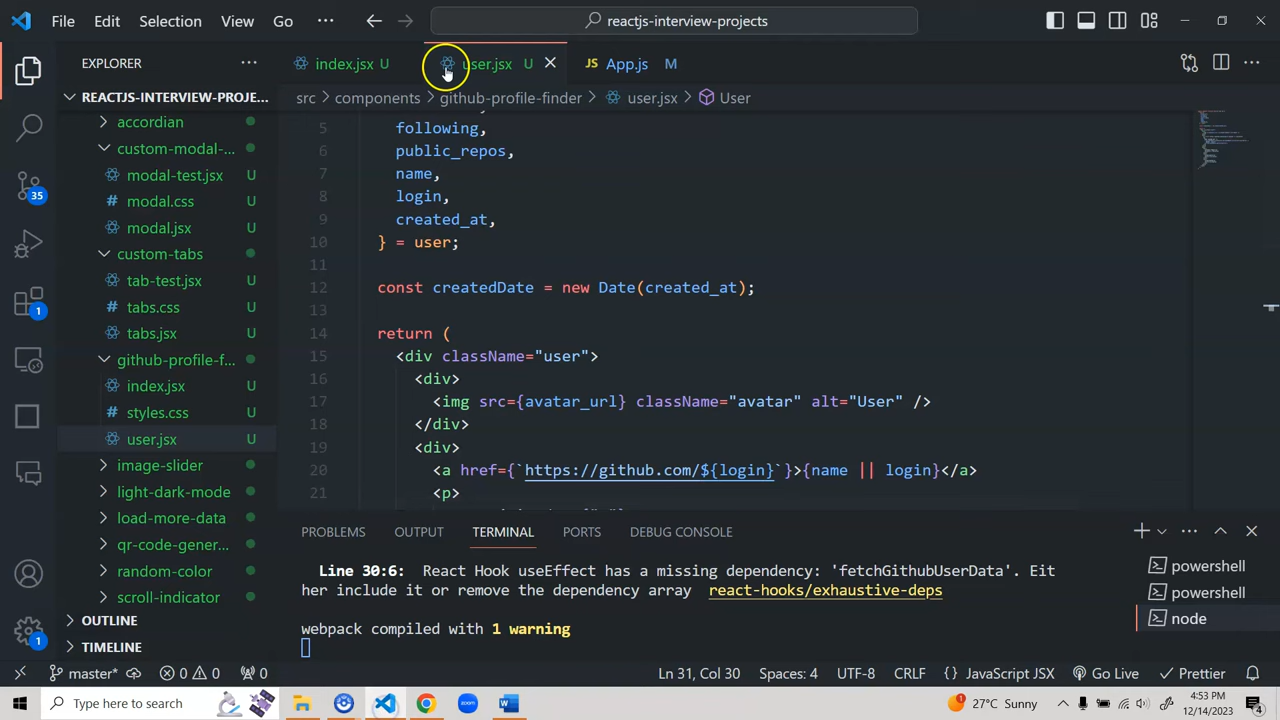 File Edit Selection View Go ··· reactjs-interview-projects
EXPLORER ···
REACTJS-INTERVIEW-PROJE...
accordian
custom-modal-...
modal-test.jsx U
modal.css U
modal.jsx U
custom-tabs
tab-test.jsx U
tabs.css U
tabs.jsx U
github-profile-f...
index.jsx U
styles.css U
user.jsx U
image-slider
light-dark-mode
load-more-data
qr-code-gener...
random-color
scroll-indicator
OUTLINE
TIMELINE
35
1
1
index.jsx U user.jsx U JS App.js M
src > components > github-profile-finder > user.jsx > User
5 following,
6 public_repos,
7 name,
8 login,
9 created_at,
10 } = user;
11
12 const createdDate = new Date(created_at);
13
14 return (
15 <div className="user">
16 <div>
17 <img src={avatar_url} className="avatar" alt="User" />
18 </div>
19 <div>
20 <a href={`https://github.com/${login}`}>{name || login}</a>
21 <p>
PROBLEMS OUTPUT TERMINAL PORTS DEBUG CONSOLE
Line 30:6: React Hook useEffect has a missing dependency: 'fetchGithubUserData'. Eit
her include it or remove the dependency array react-hooks/exhaustive-deps
webpack compiled with 1 warning
powershell
powershell
node
master* 0 0 0 Ln 31, Col 30 Spaces: 4 UTF-8 CRLF {} JavaScript JSX Go Live Prettier
Type here to search 27°C Sunny 4:53 PM
12/14/2023 4